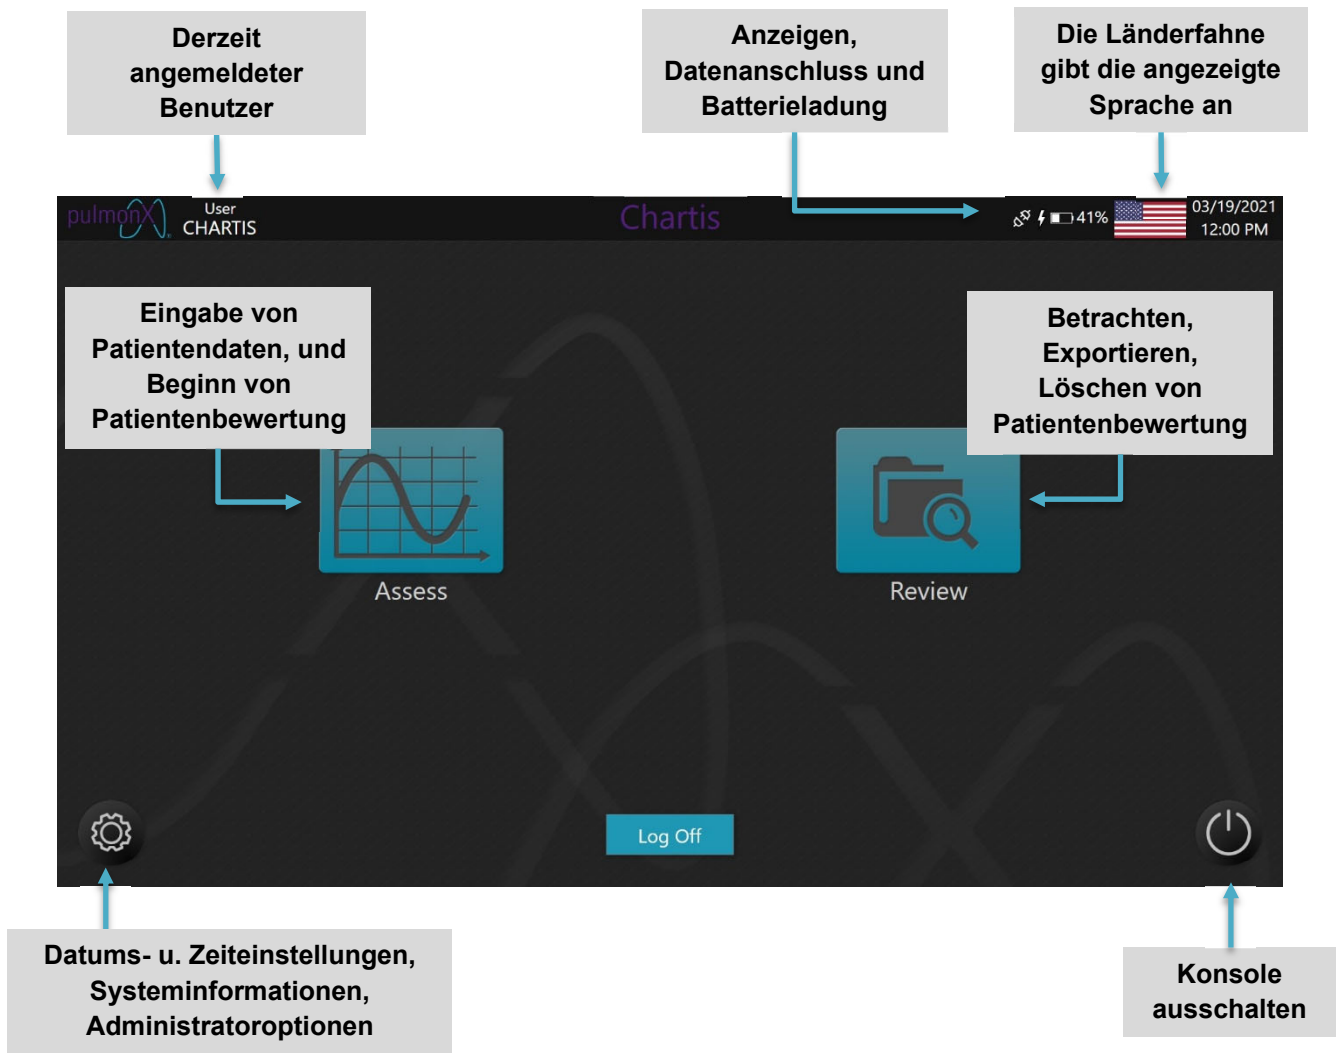 Derzeit
angemeldeter
Benutzer
Anzeigen,
Datenanschluss und
Batterieladung
Die Länderfahne
gibt die angezeigte
Sprache an
pulmonX
User
CHARTIS
Chartis
41%
03/19/2021
12:00 PM
Eingabe von
Patientendaten, und
Beginn von
Patientenbewertung
Betrachten,
Exportieren,
Löschen von
Patientenbewertung
Assess
Review
Log Off
Datums- u. Zeiteinstellungen,
Systeminformationen,
Administratoroptionen
Konsole
ausschalten